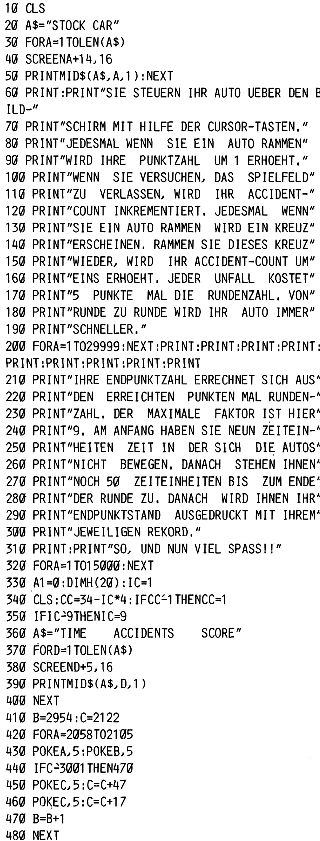 10 CLS
20 A$="STOCK CAR"
30 FORA=1TOLEN(A$)
40 SCREENA+14,16
50 PRINTMID$(A$,A,1):NEXT
60 PRINT:PRINT"SIE STEUERN IHR AUTO UEBER DEN B
ILD-"
70 PRINT"SCHIRM MIT HILFE DER CURSOR-TASTEN."
80 PRINT"JEDESMAL WENN  SIE EIN  AUTO RAMMEN"
90 PRINT"WIRD IHRE  PUNKTZAHL  UM 1 ERHOEHT."
100 PRINT"WENN  SIE VERSUCHEN, DAS  SPIELFELD"
110 PRINT"ZU  VERLASSEN, WIRD  IHR  ACCIDENT-"
120 PRINT"COUNT INKREMENTIERT. JEDESMAL  WENN"
130 PRINT"SIE EIN AUTO RAMMEN  WIRD EIN KREUZ"
140 PRINT"ERSCHEINEN. RAMMEN SIE DIESES KREUZ"
150 PRINT"WIEDER, WIRD  IHR ACCIDENT-COUNT UM"
160 PRINT"EINS ERHOEHT. JEDER  UNFALL  KOSTET"
170 PRINT"5  PUNKTE  MAL DIE  RUNDENZAHL. VON"
180 PRINT"RUNDE ZU RUNDE WIRD IHR  AUTO IMMER"
190 PRINT"SCHNELLER."
200 FORA=1TO29999:NEXT:PRINT:PRINT:PRINT:PRINT:
PRINT:PRINT:PRINT:PRINT:PRINT
210 PRINT"IHRE ENDPUNKTZAHL ERRECHNET SICH AUS"
220 PRINT"DEN  ERREICHTEN  PUNKTEN MAL RUNDEN-"
230 PRINT"ZAHL. DER  MAXIMALE  FAKTOR IST HIER"
240 PRINT"9. AM ANFANG HABEN SIE NEUN ZEITEIN-"
250 PRINT"HEITEN  ZEIT IN  DER SICH  DIE AUTOS"
260 PRINT"NICHT  BEWEGEN. DANACH  STEHEN IHNEN"
270 PRINT"NOCH 50  ZEITEINHEITEN BIS  ZUM ENDE"
280 PRINT"DER RUNDE ZU. DANACH  WIRD IHNEN IHR"
290 PRINT"ENDPUNKTSTAND  AUSGEDRUCKT MIT IHREM"
300 PRINT"JEWEILIGEN REKORD."
310 PRINT:PRINT"SO, UND NUN VIEL SPASS!!"
320 FORA=1TO15000:NEXT
330 A1=0:DIMH(20):IC=1
340 CLS:CC=34-IC*4:IFCC<1THENCC=1
350 IFIC>9THENIC=9
360 A$="TIME    ACCIDENTS    SCORE"
370 FORD=1TOLEN(A$)
380 SCREEND+5,16
390 PRINTMID$(A$,D,1)
400 NEXT
410 B=2954:C=2122
420 FORA=2058TO2105
430 POKEA,5:POKEB,5
440 IFC>3001THEN470
450 POKEC,5:C=C+47
460 POKEC,5:C=C+17
470 B=B+1
480 NEXT